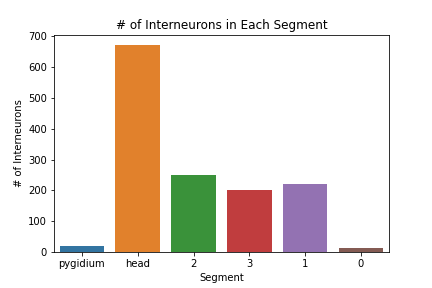 # of Interneurons in Each Segment
700
600
500
400
300
200
100
0
# of Interneurons
pygidium head 2 3 1 0
Segment